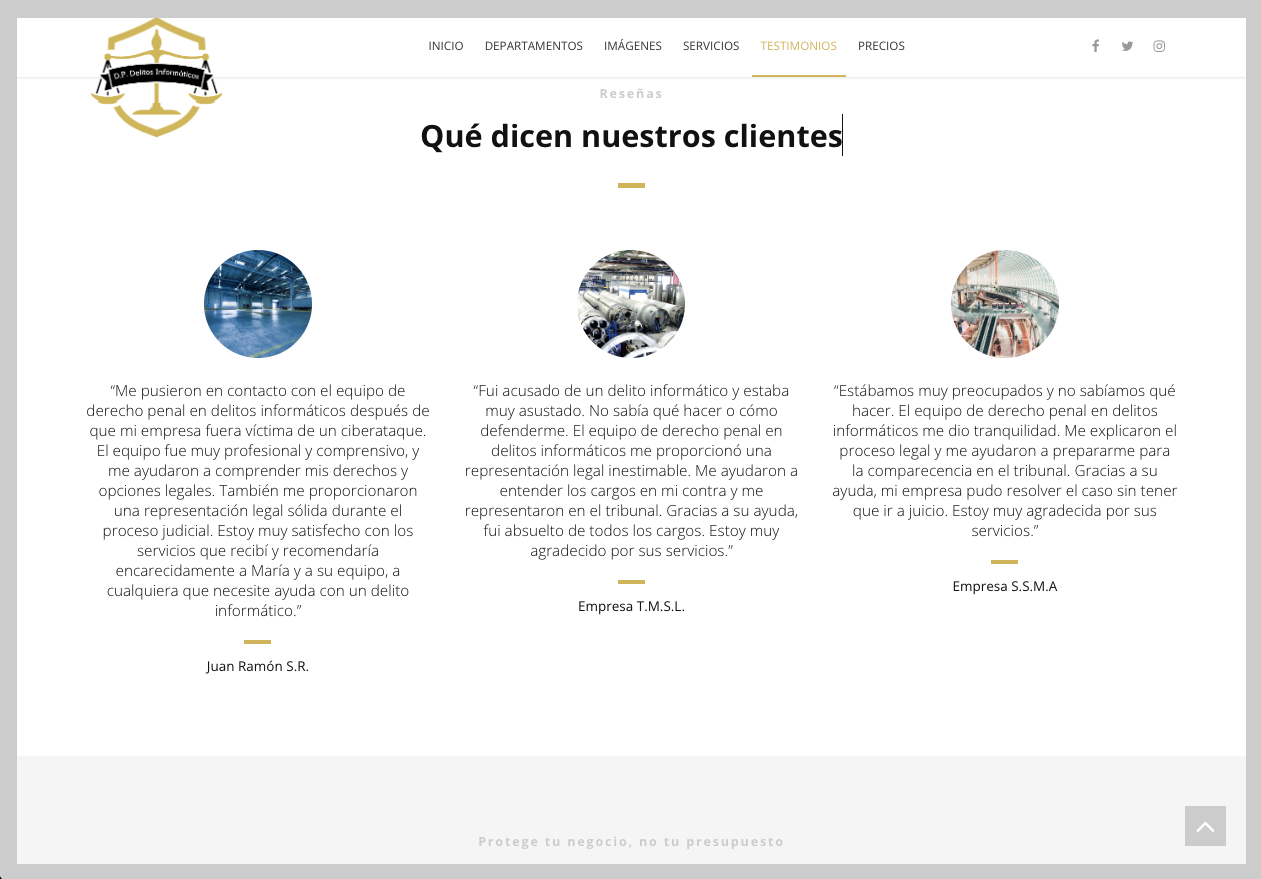 D.P. Delitos Informáticos
INICIO DEPARTAMENTOS IMÁGENES SERVICIOS TESTIMONIOS PRECIOS
Reseñas
Qué dicen nuestros clientes
“Me pusieron en contacto con el equipo de
derecho penal en delitos informáticos después de
que mi empresa fuera víctima de un ciberataque.
El equipo fue muy profesional y comprensivo, y
me ayudaron a comprender mis derechos y
opciones legales. También me proporcionaron
una representación legal sólida durante el
proceso judicial. Estoy muy satisfecho con los
servicios que recibí y recomendaría
encarecidamente a María y a su equipo, a
cualquiera que necesite ayuda con un delito
informático.”
Juan Ramón S.R.
“Fui acusado de un delito informático y estaba
muy asustado. No sabía qué hacer o cómo
defenderme. El equipo de derecho penal en
delitos informáticos me proporcionó una
representación legal inestimable. Me ayudaron a
entender los cargos en mi contra y me
representaron en el tribunal. Gracias a su ayuda,
fui absuelto de todos los cargos. Estoy muy
agradecido por sus servicios.”
Empresa T.M.S.L.
“Estábamos muy preocupados y no sabíamos qué
hacer. El equipo de derecho penal en delitos
informáticos me dio tranquilidad. Me explicaron el
proceso legal y me ayudaron a prepararme para
la comparecencia en el tribunal. Gracias a su
ayuda, mi empresa pudo resolver el caso sin tener
que ir a juicio. Estoy muy agradecida por sus
servicios.”
Empresa S.S.M.A
Protege tu negocio, no tu presupuesto